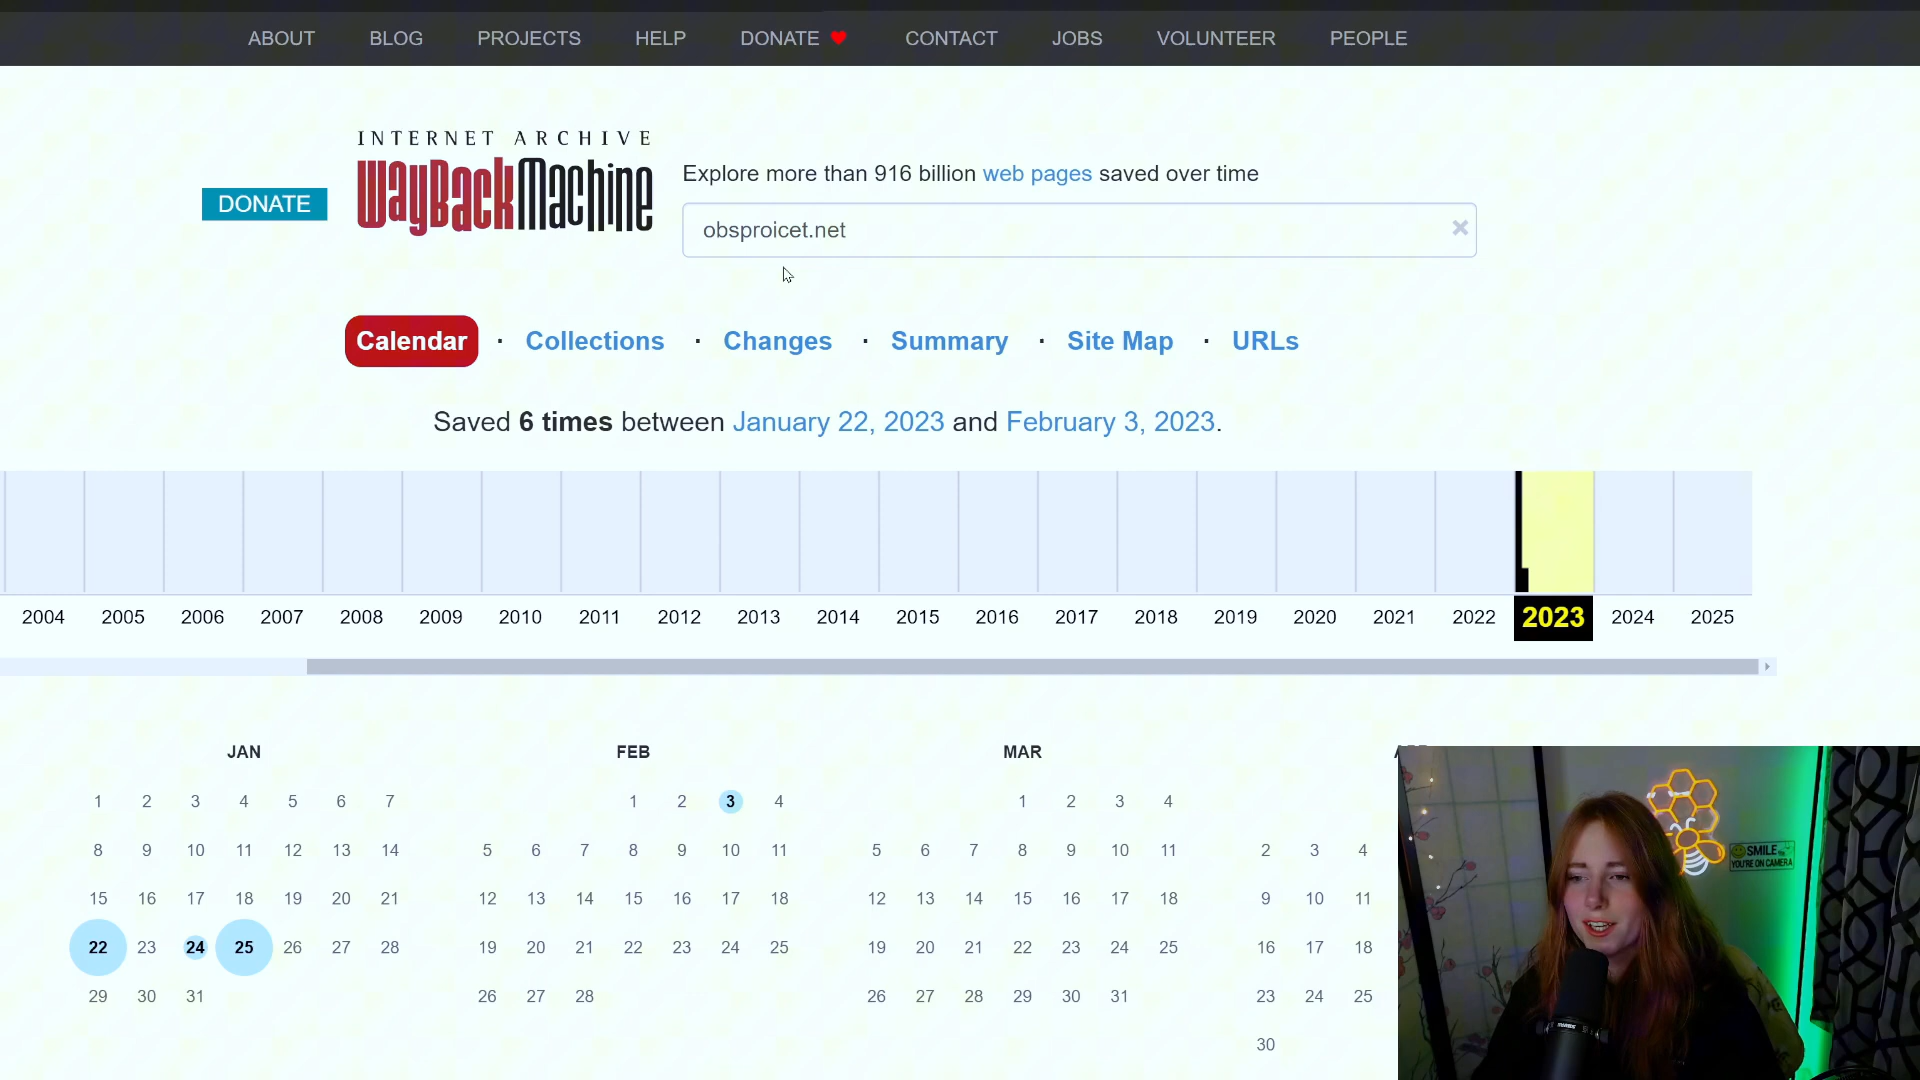 ABOUT BLOG PROJECTS HELP DONATE CONTACT JOBS VOLUNTEER PEOPLE
INTERNET ARCHIVE
WayBackMachine
DONATE
Explore more than 916 billion web pages saved over time
obsproicet.net
Calendar · Collections · Changes · Summary · Site Map · URLs
Saved 6 times between January 22, 2023 and February 3, 2023.
2004 2005 2006 2007 2008 2009 2010 2011 2012 2013 2014 2015 2016 2017 2018 2019 2020 2021 2022 2023 2024 2025
JAN
1 2 3 4 5 6 7
8 9 10 11 12 13 14
15 16 17 18 19 20 21
22 23 24 25 26 27 28
29 30 31
FEB
1 2 3 4
5 6 7 8 9 10 11
12 13 14 15 16 17 18
19 20 21 22 23 24 25
26 27 28
MAR
1 2 3 4
5 6 7 8 9 10 11
12 13 14 15 16 17 18
19 20 21 22 23 24 25
26 27 28 29 30 31
2 3 4
9 10 11
16 17 18
23 24 25
30
SMILE
YOU'RE ON CAMERA